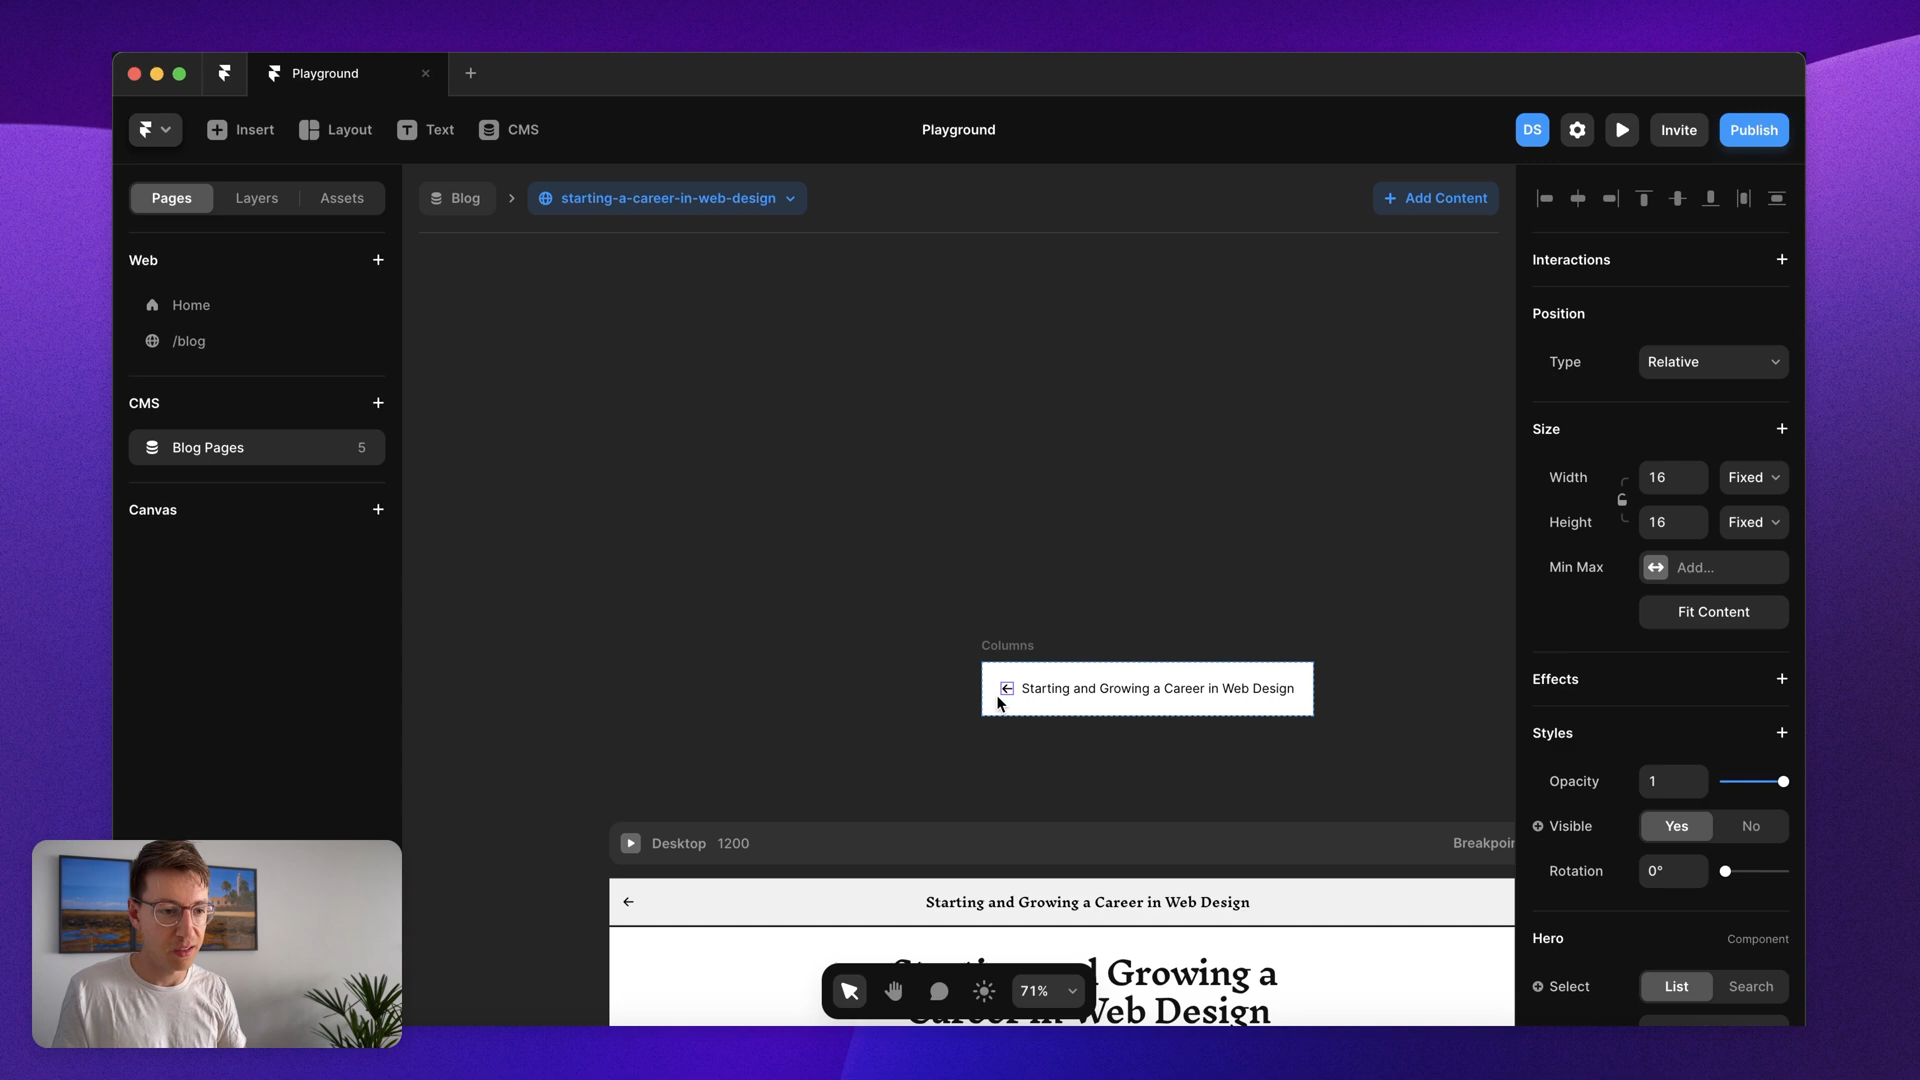 Playground
Insert
Layout
Text
CMS
Playground
DS
Invite
Publish
Pages
Layers
Assets
Blog
starting-a-career-in-web-design
Add Content
Web
Home
/blog
CMS
Blog Pages
5
Canvas
Columns
Starting and Growing a Career in Web Design
Desktop 1200
Breakpoin
Starting and Growing a Career in Web Design
Growing a
Web Design
71%
Interactions
Position
Type
Relative
Size
Width
16
Fixed
Height
16
Fixed
Min Max
Add...
Fit Content
Effects
Styles
Opacity
1
Visible
Yes
No
Rotation
0°
Hero
Component
Select
List
Search